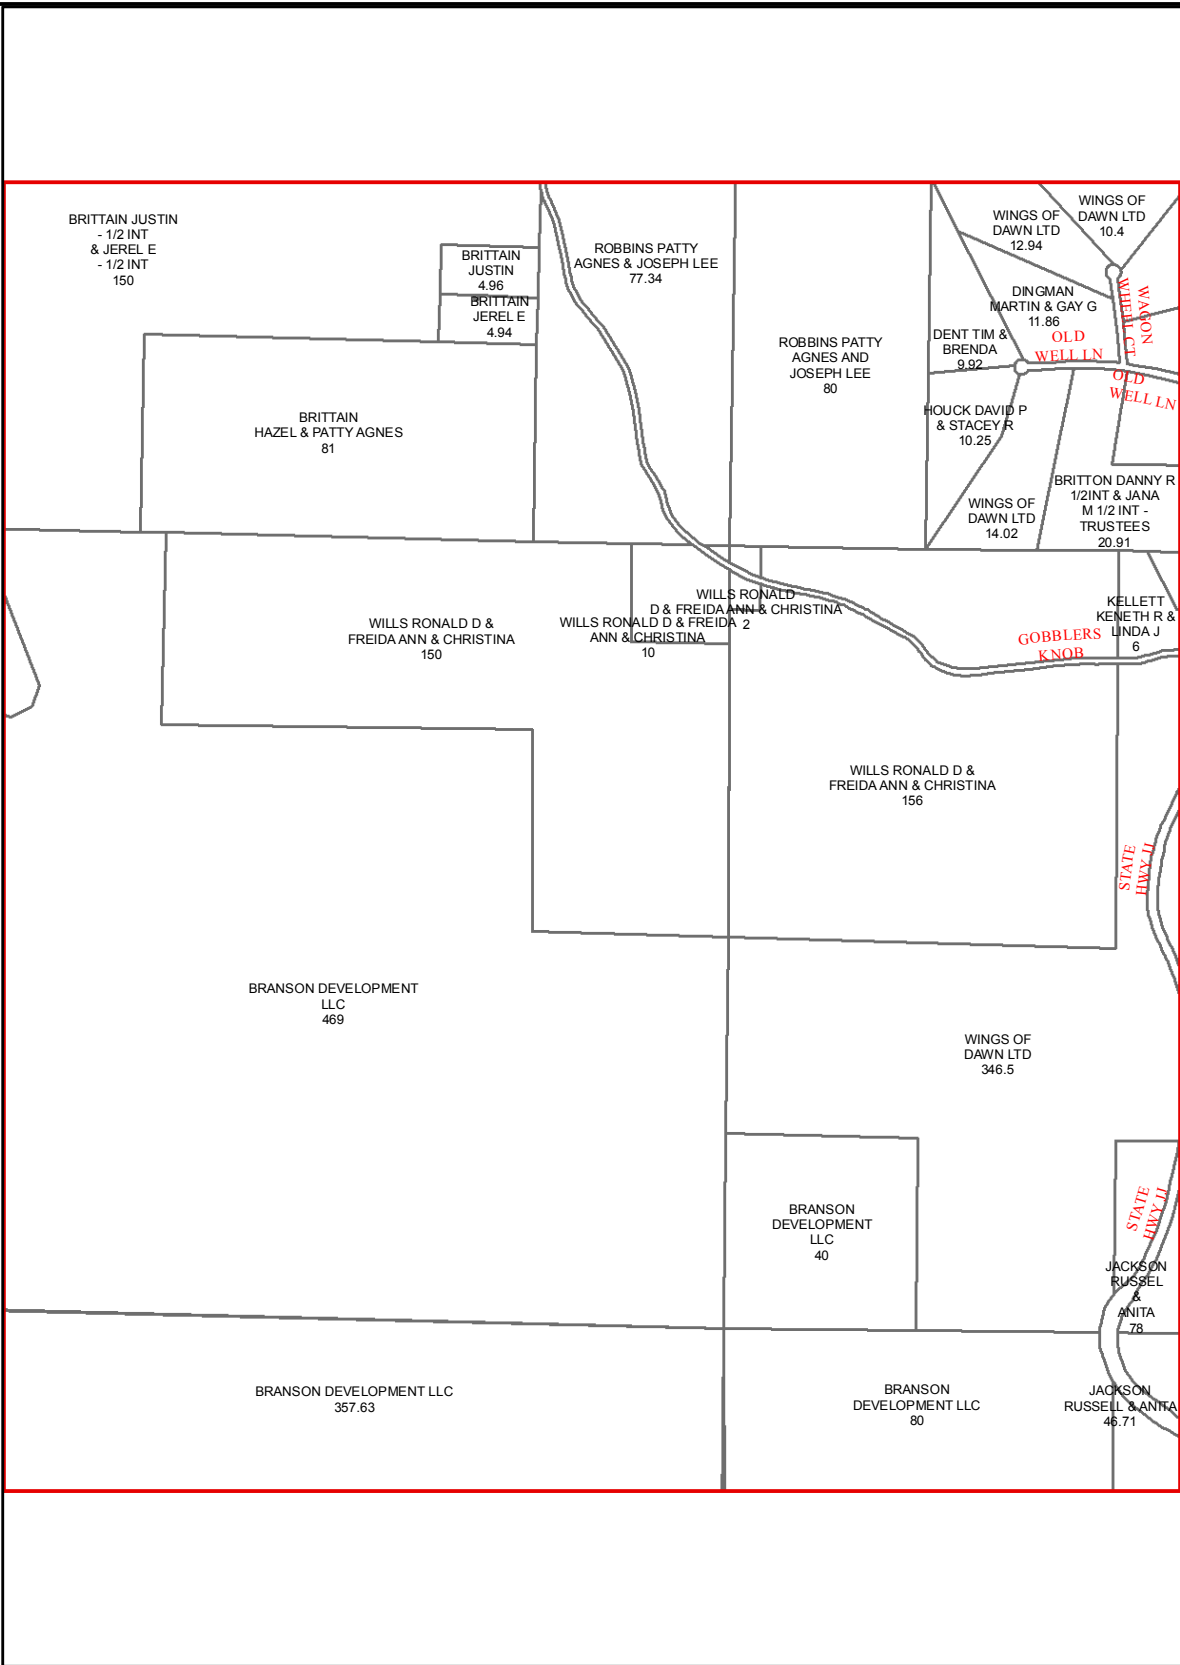 BRITTAIN JUSTIN
- 1/2 INT
& JEREL E
- 1/2 INT
150
BRITTAIN
JUSTIN
4.96
BRITTAIN
JEREL E
4.94
ROBBINS PATTY
AGNES & JOSEPH LEE
77.34
ROBBINS PATTY
AGNES AND
JOSEPH LEE
80
WINGS OF
DAWN LTD
12.94
WINGS OF
DAWN LTD
10.4
DINGMAN
MARTIN & GAY G
11.86
WAGON
WHEEL CT
OLD
WELL LN
DENT TIM &
BRENDA
9.92
OLD
WELL LN
BRITTAIN
HAZEL & PATTY AGNES
81
HOUCK DAVID P
& STACEY R
10.25
WINGS OF
DAWN LTD
14.02
BRITTON DANNY R
1/2INT & JANA
M 1/2 INT -
TRUSTEES
20.91
WILLS RONALD D &
FREIDA ANN & CHRISTINA
150
WILLS RONALD D & FREIDA
ANN & CHRISTINA
10
WILLS RONALD
D & FREIDA ANN & CHRISTINA
2
KELLETT
KENETH R &
LINDA J
6
GOBBLERS
KNOB
WILLS RONALD D &
FREIDA ANN & CHRISTINA
156
STATE
HWY JJ
BRANSON DEVELOPMENT
LLC
469
WINGS OF
DAWN LTD
346.5
BRANSON
DEVELOPMENT
LLC
40
STATE
HWY JJ
JACKSON
RUSSEL
&
ANITA
78
BRANSON DEVELOPMENT LLC
357.63
BRANSON
DEVELOPMENT LLC
80
JACKSON
RUSSELL & ANITA
46.71